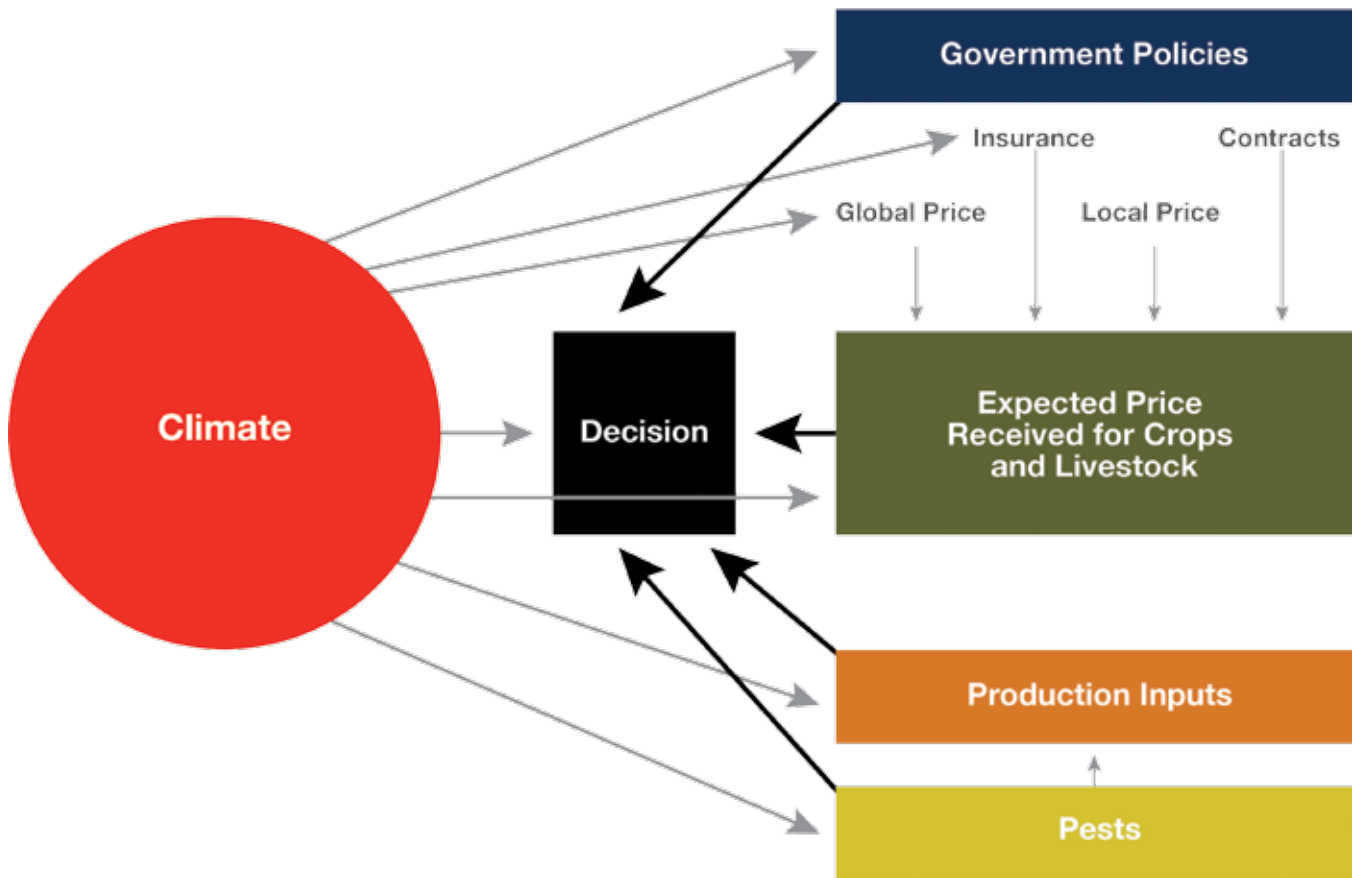 Government Policies
Insurance
Contracts
Global Price
Local Price
Climate
Decision
Expected Price
Received for Crops
and Livestock
Production Inputs
Pests